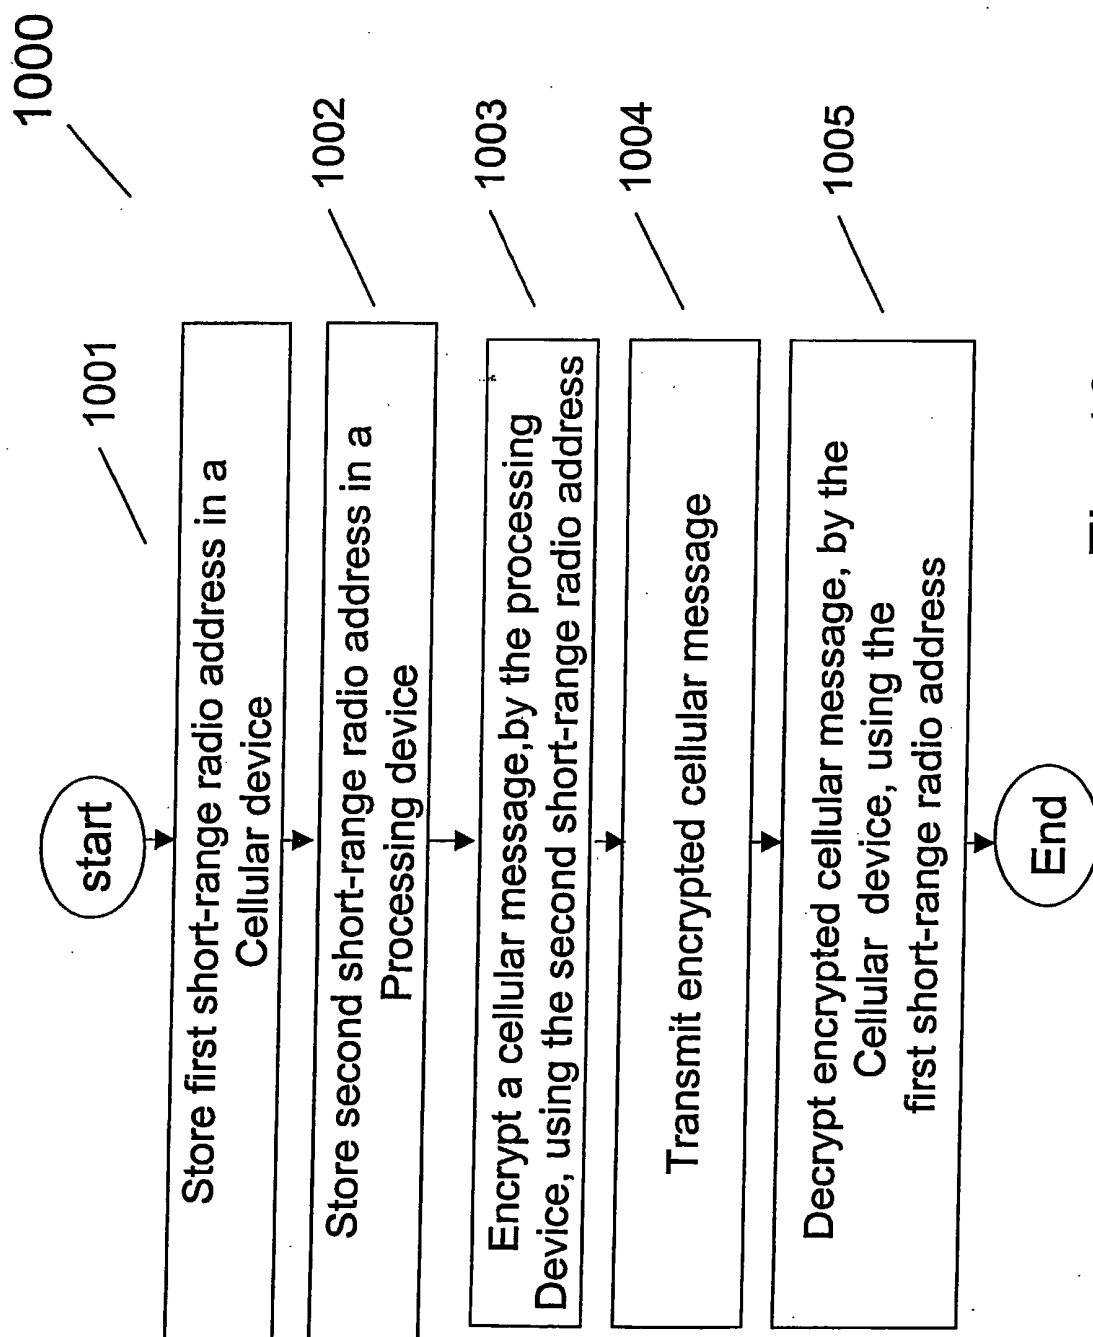 1000
start
1001
Store first short-range radio address in a
Cellular device
1002
Store second short-range radio address in a
Processing device
1003
Encrypt a cellular message,by the processing
Device, using the second short-range radio address
1004
Transmit encrypted cellular message
1005
Decrypt encrypted cellular message, by the
Cellular device, using the
first short-range radio address
End